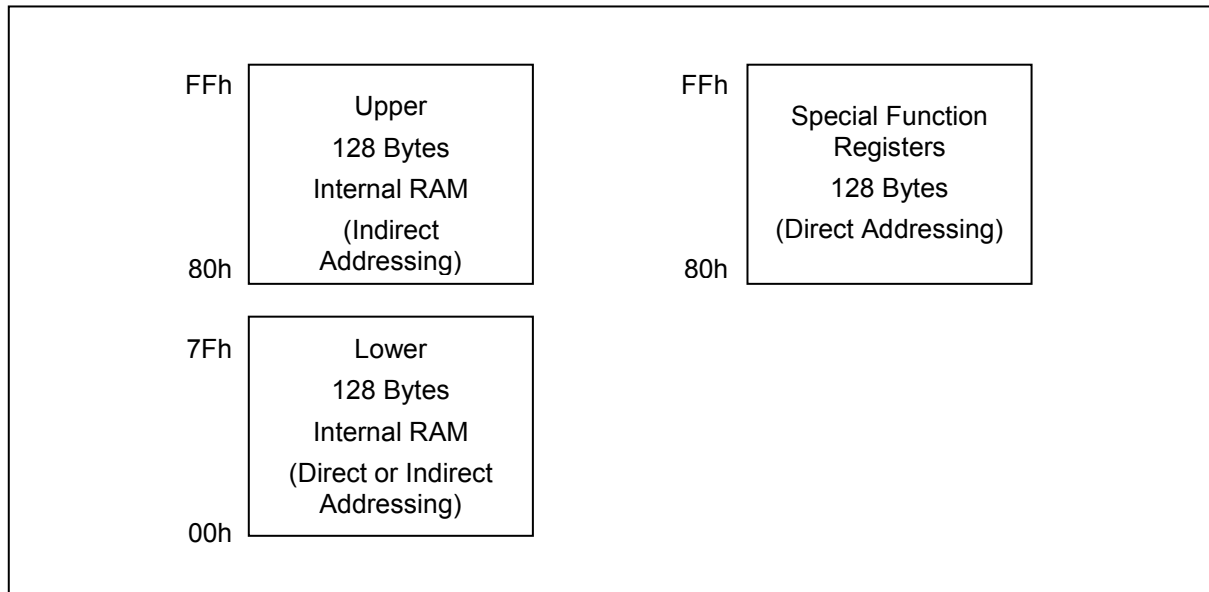 FFh
Upper
128 Bytes
Internal RAM
(Indirect
Addressing)
80h
FFh
Special Function
Registers
128 Bytes
(Direct Addressing)
80h
7Fh
Lower
128 Bytes
Internal RAM
(Direct or Indirect
Addressing)
00h